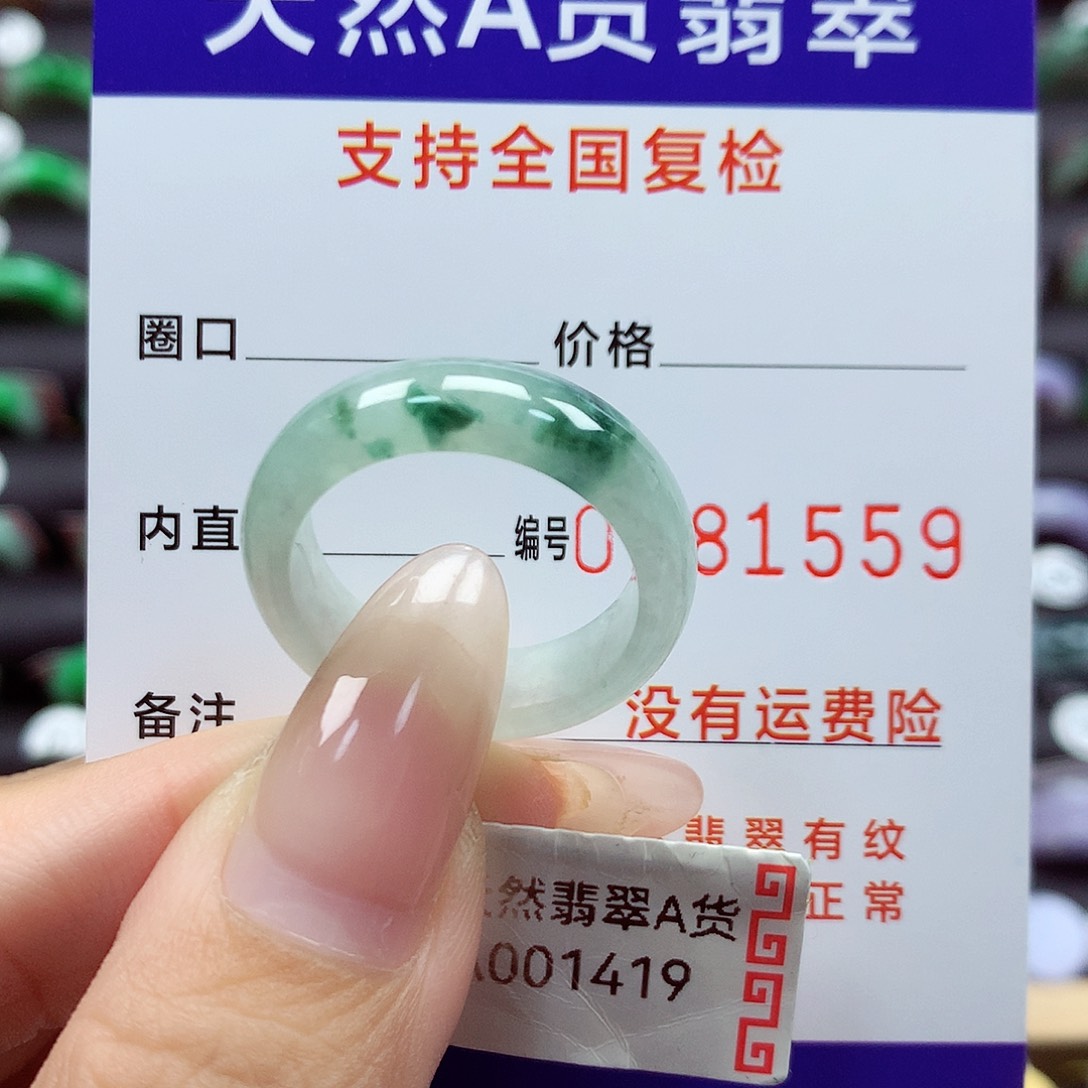 天然A货翡翠
支持全国复检
圈口 价格
内直 编号0 81559
备注 没有运费险
翡翠有纹
正常
然翡翠A货
A001419